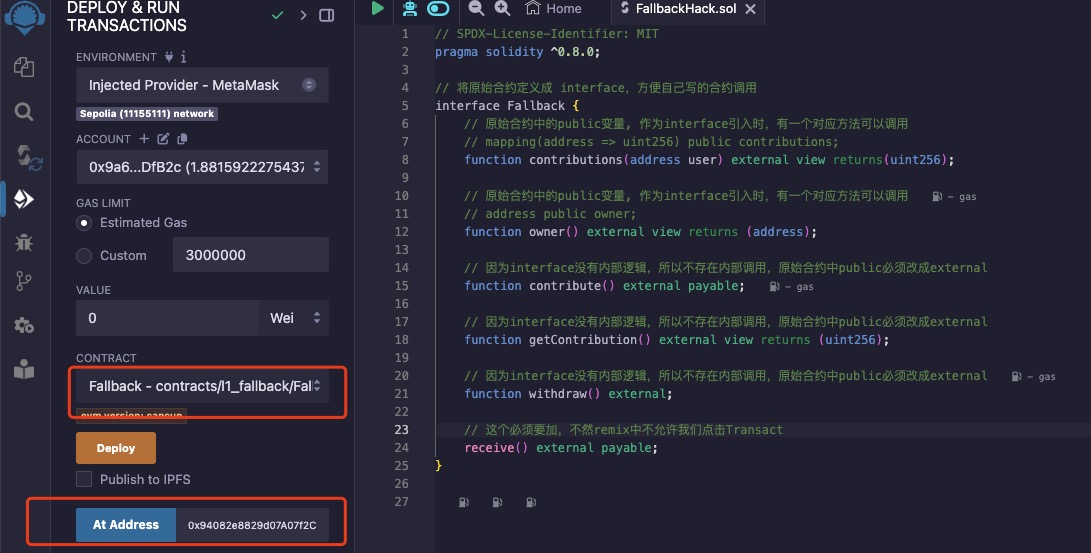 DEPLOY & RUN
TRANSACTIONS
ENVIRONMENT
Injected Provider - MetaMask
Sepolia (11155111) network
ACCOUNT
0x9a6...DfB2c (1.8815922275437
GAS LIMIT
Estimated Gas
Custom
3000000
VALUE
0
Wei
CONTRACT
Fallback - contracts/l1_fallback/Fal
evm version: cancun
Deploy
Publish to IPFS
At Address
0x94082e8829d07A07f2C
Home
FallbackHack.sol
1 // SPDX-License-Identifier: MIT
2 pragma solidity ^0.8.0;
3
4 // 将原始合约定义成 interface，方便自己写的合约调用
5 interface Fallback {
6 // 原始合约中的public变量, 作为interface引入时，有一个对应方法可以调用
7 // mapping(address => uint256) public contributions;
8 function contributions(address user) external view returns(uint256);
9
10 // 原始合约中的public变量, 作为interface引入时，有一个对应方法可以调用 - gas
11 // address public owner;
12 function owner() external view returns (address);
13
14 // 因为interface没有内部逻辑，所以不存在内部调用，原始合约中public必须改成external
15 function contribute() external payable; - gas
16
17 // 因为interface没有内部逻辑，所以不存在内部调用，原始合约中public必须改成external
18 function getContribution() external view returns (uint256);
19
20 // 因为interface没有内部逻辑，所以不存在内部调用，原始合约中public必须改成external - gas
21 function withdraw() external;
22
23 // 这个必须要加，不然remix中不允许我们点击Transact
24 receive() external payable;
25 }
26
27